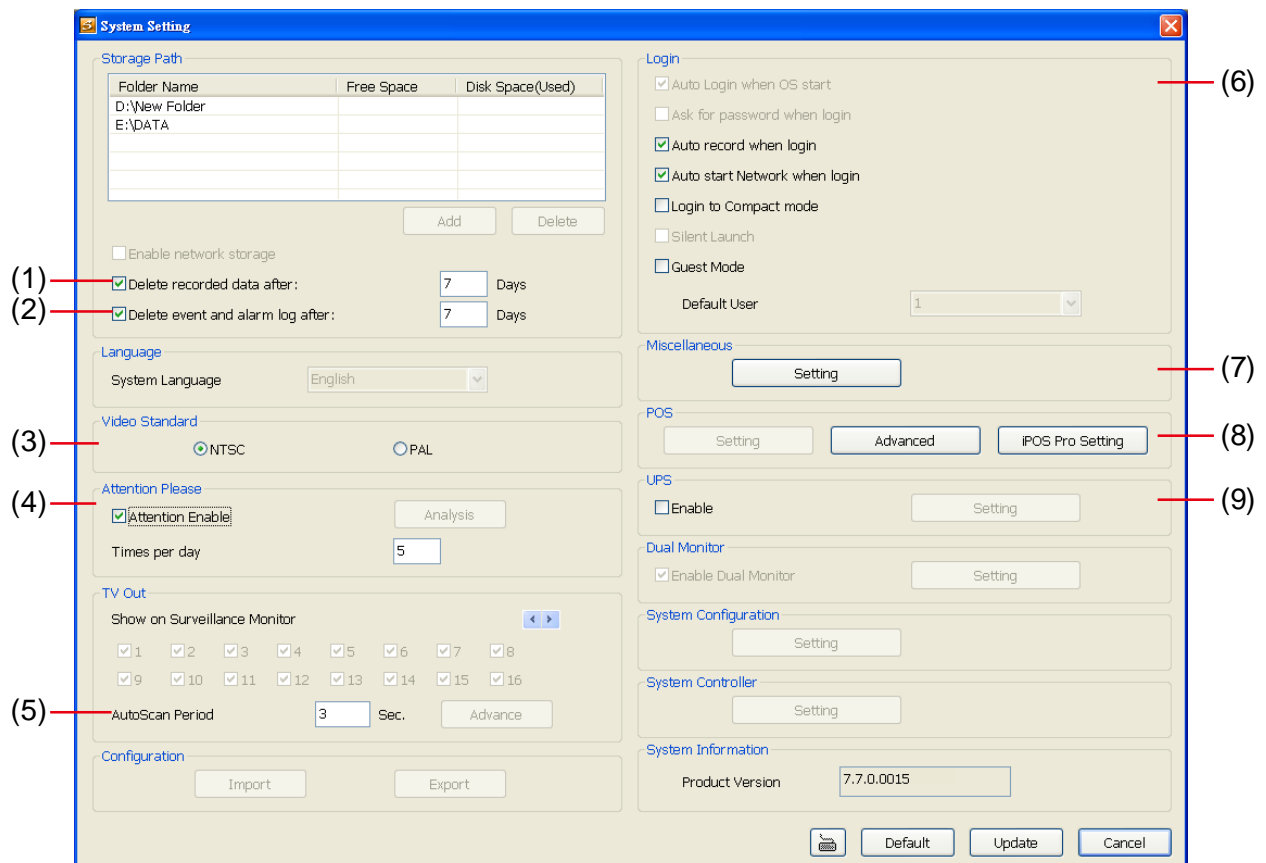 System Setting
Storage Path
Folder Name Free Space Disk Space(Used)
D:\New Folder
E:\DATA
Add Delete
Enable network storage
(1) Delete recorded data after: 7 Days
(2) Delete event and alarm log after: 7 Days
Language
System Language English
Video Standard
(3) NTSC PAL
Attention Please
(4) Attention Enable Analysis
Times per day 5
TV Out
Show on Surveillance Monitor
1 2 3 4 5 6 7 8
9 10 11 12 13 14 15 16
(5) AutoScan Period 3 Sec. Advance
Configuration
Import Export
Login
Auto Login when OS start (6)
Ask for password when login
Auto record when login
Auto start Network when login
Login to Compact mode
Silent Launch
Guest Mode
Default User 1
Miscellaneous
Setting (7)
POS
Setting Advanced iPOS Pro Setting (8)
UPS
Enable Setting (9)
Dual Monitor
Enable Dual Monitor Setting
System Configuration
Setting
System Controller
Setting
System Information
Product Version 7.7.0.0015
Default Update Cancel